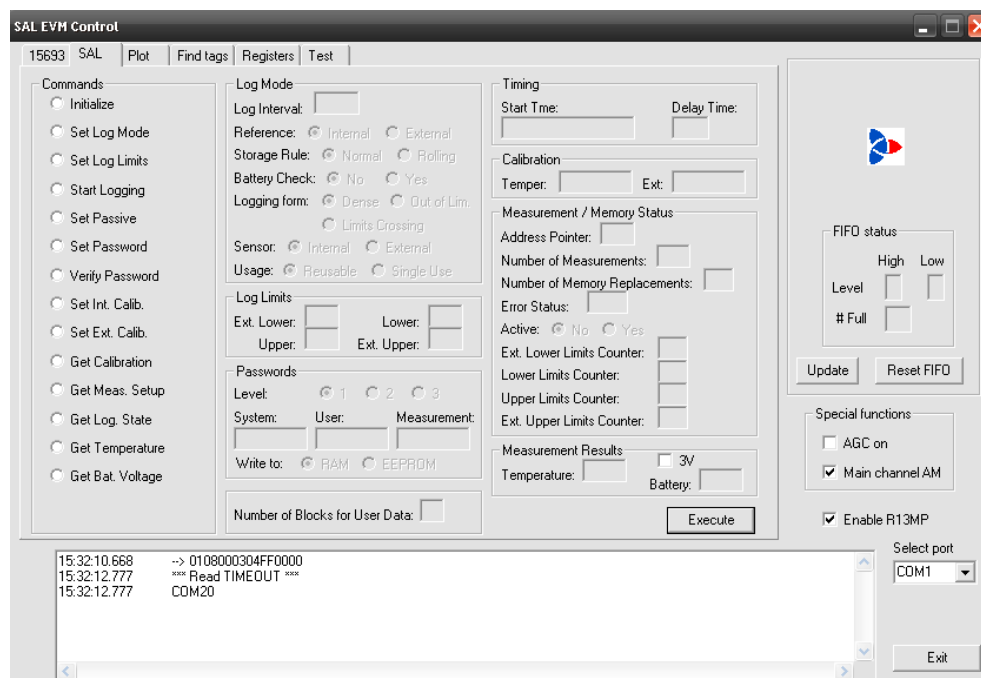 SAL EVM Control
15693 SAL Plot Find tags Registers Test
Commands
Initialize
Set Log Mode
Set Log Limits
Start Logging
Set Passive
Set Password
Verify Password
Set Int. Calib.
Set Ext. Calib.
Get Calibration
Get Meas. Setup
Get Log. State
Get Temperature
Get Bat. Voltage
Log Mode
Log Interval:
Reference: Internal External
Storage Rule: Normal Rolling
Battery Check: No Yes
Logging form: Dense Out of Lim.
Limits Crossing
Sensor: Internal External
Usage: Reusable Single Use
Log Limits
Ext. Lower: Lower:
Upper: Ext. Upper:
Passwords
Level: 1 2 3
System: User: Measurement:
Write to: RAM EEPROM
Number of Blocks for User Data:
Timing
Start Tme: Delay Time:
Calibration
Temper: Ext:
Measurement / Memory Status
Address Pointer:
Number of Measurements:
Number of Memory Replacements:
Error Status:
Active: No Yes
Ext. Lower Limits Counter:
Lower Limits Counter:
Upper Limits Counter:
Ext. Upper Limits Counter:
Measurement Results
3V
Temperature:
Battery:
Execute
FIFO status
High Low
Level
# Full
Update Reset FIFO
Special functions
AGC on
Main channel AM
Enable R13MP
Select port
COM1
Exit
15:32:10.668 --> 0108000304FF0000
15:32:12.777 *** Read TIMEOUT ***
15:32:12.777 COM20